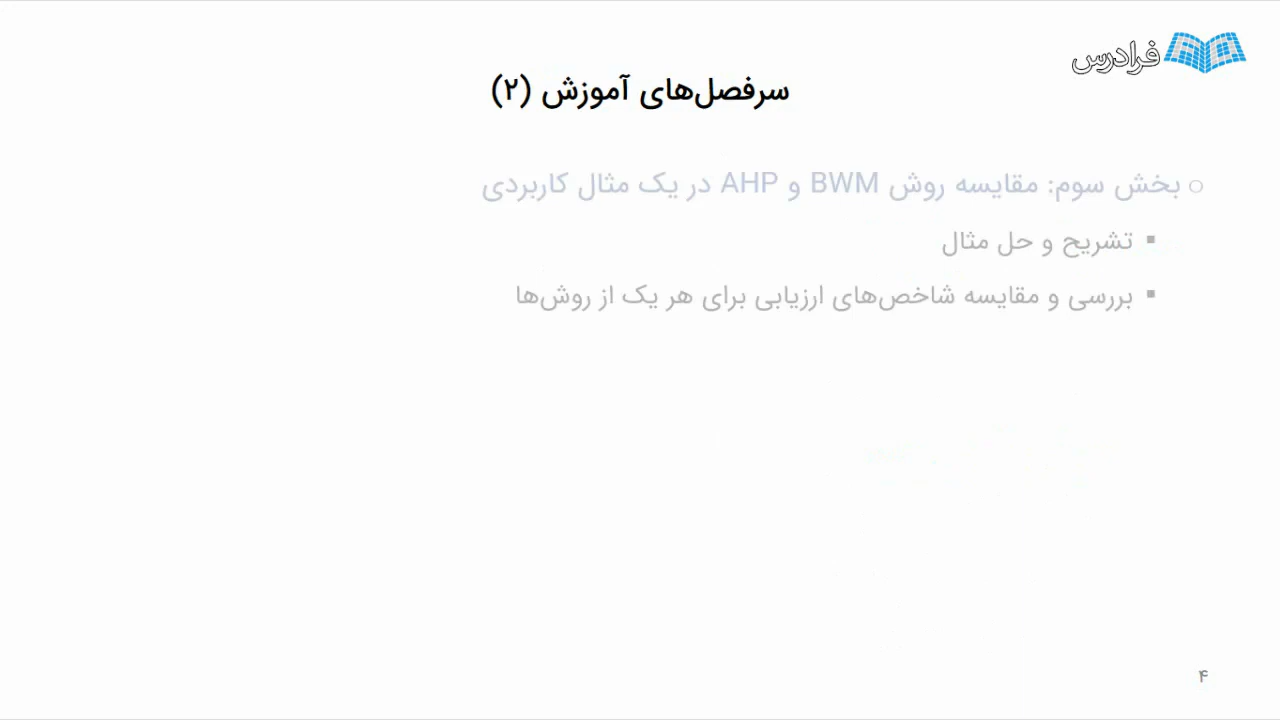 فرادرس
سرفصل‌های آموزش (۲)
بخش سوم: مقایسه روش BWM و AHP در یک مثال کاربردی
تشریح و حل مثال
بررسی و مقایسه شاخص‌های ارزیابی برای هر یک از روش‌ها
۴